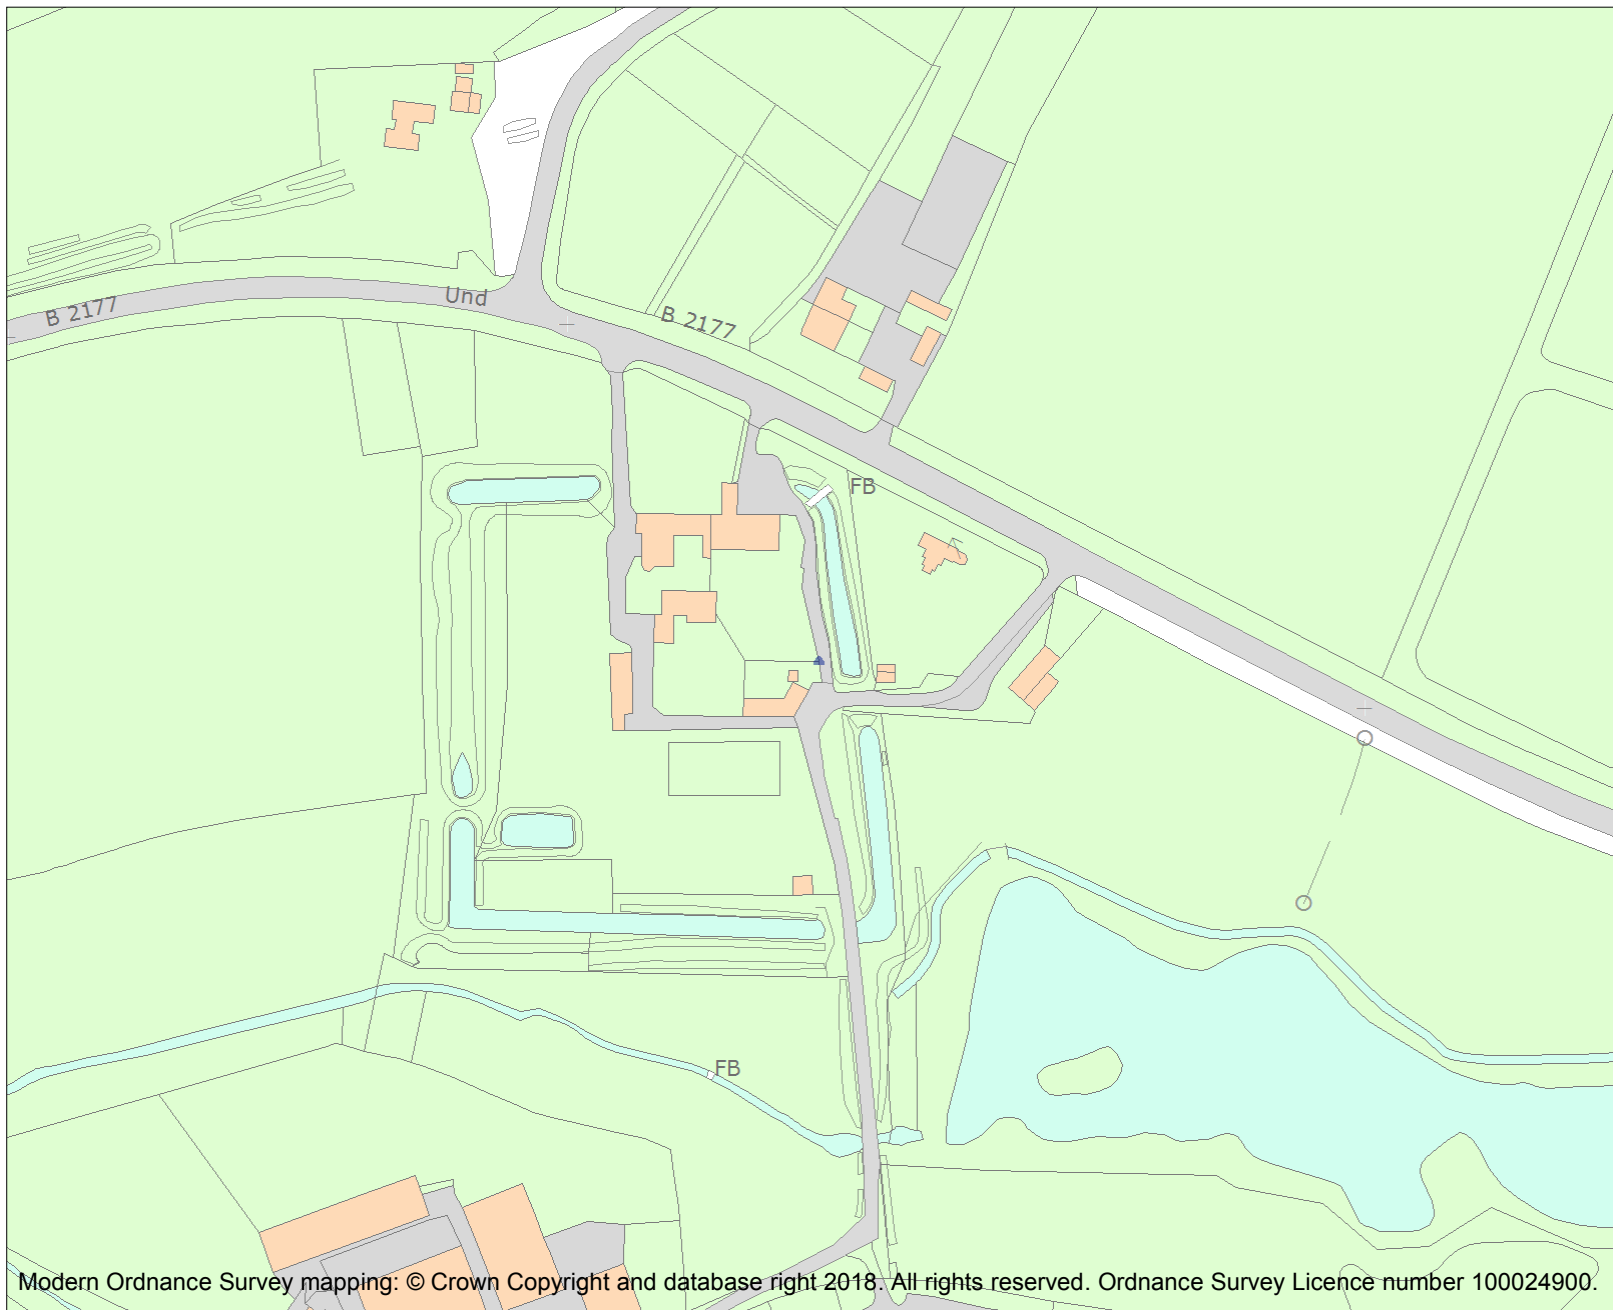 B 2177
Und
B 2177
FB
FB
Modern Ordnance Survey mapping: © Crown Copyright and database right 2018. All rights reserved. Ordnance Survey Licence number 100024900.